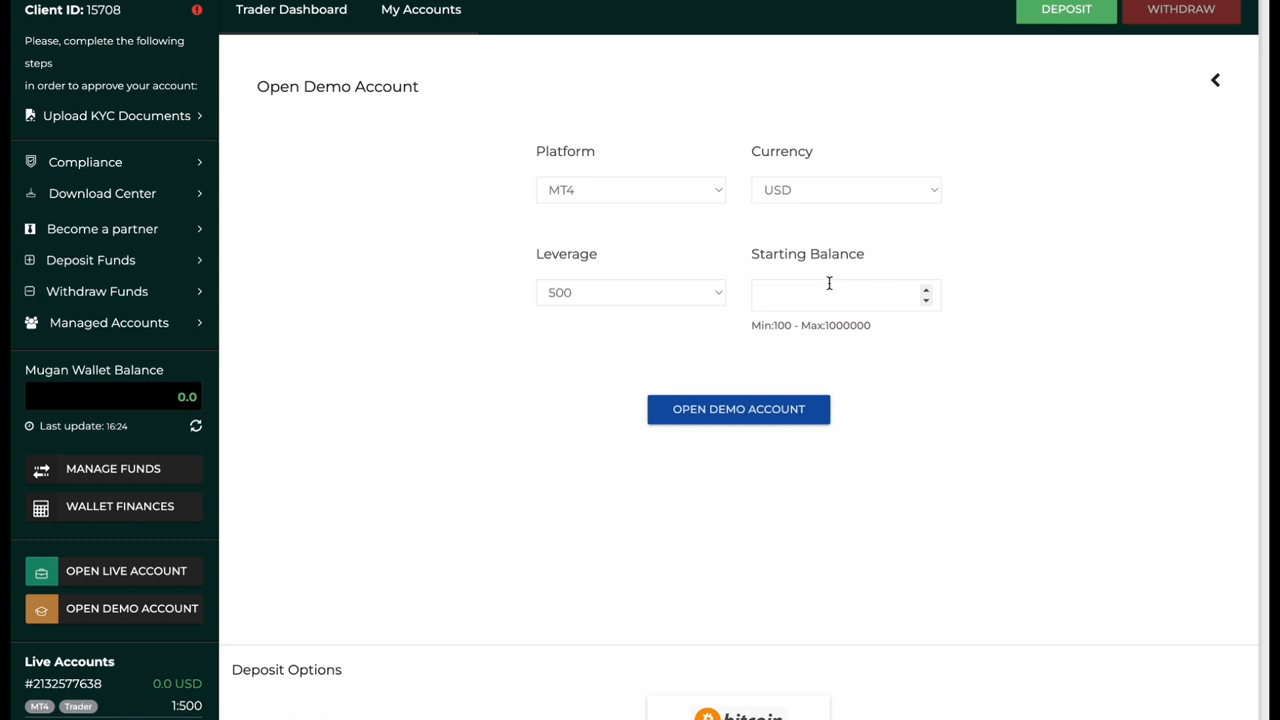 Client ID: 15708
Please, complete the following
steps
in order to approve your account:
Upload KYC Documents
Compliance
Download Center
Become a partner
Deposit Funds
Withdraw Funds
Managed Accounts
Mugan Wallet Balance
0.0
Last update: 16:24
MANAGE FUNDS
WALLET FINANCES
OPEN LIVE ACCOUNT
OPEN DEMO ACCOUNT
Live Accounts
#2132577638 0.0 USD
MT4 Trader 1:500
Trader Dashboard My Accounts DEPOSIT WITHDRAW
Open Demo Account
Platform Currency
MT4 USD
Leverage Starting Balance
500
Min:100 - Max:1000000
OPEN DEMO ACCOUNT
Deposit Options
bitcoin